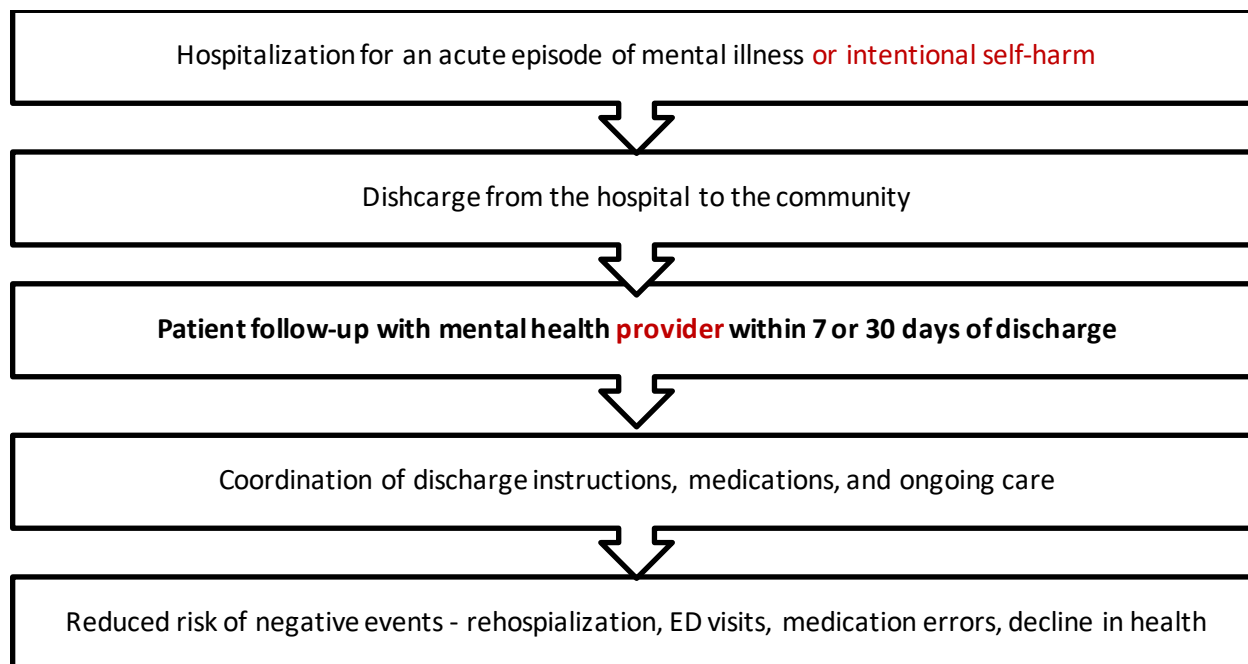 Hospitalization for an acute episode of mental illness or intentional self-harm
Dishcarge from the hospital to the community
Patient follow-up with mental health provider within 7 or 30 days of discharge
Coordination of discharge instructions, medications, and ongoing care
Reduced risk of negative events - rehospialization, ED visits, medication errors, decline in health